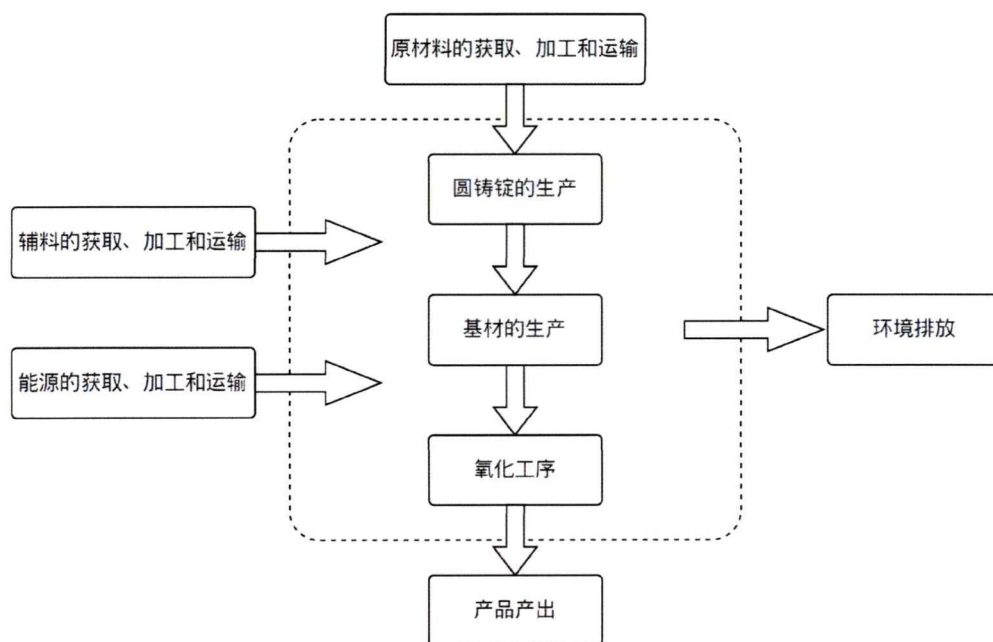 原材料的获取、加工和运输
圆铸锭的生产
辅料的获取、加工和运输
基材的生产
环境排放
能源的获取、加工和运输
氧化工序
产品产出